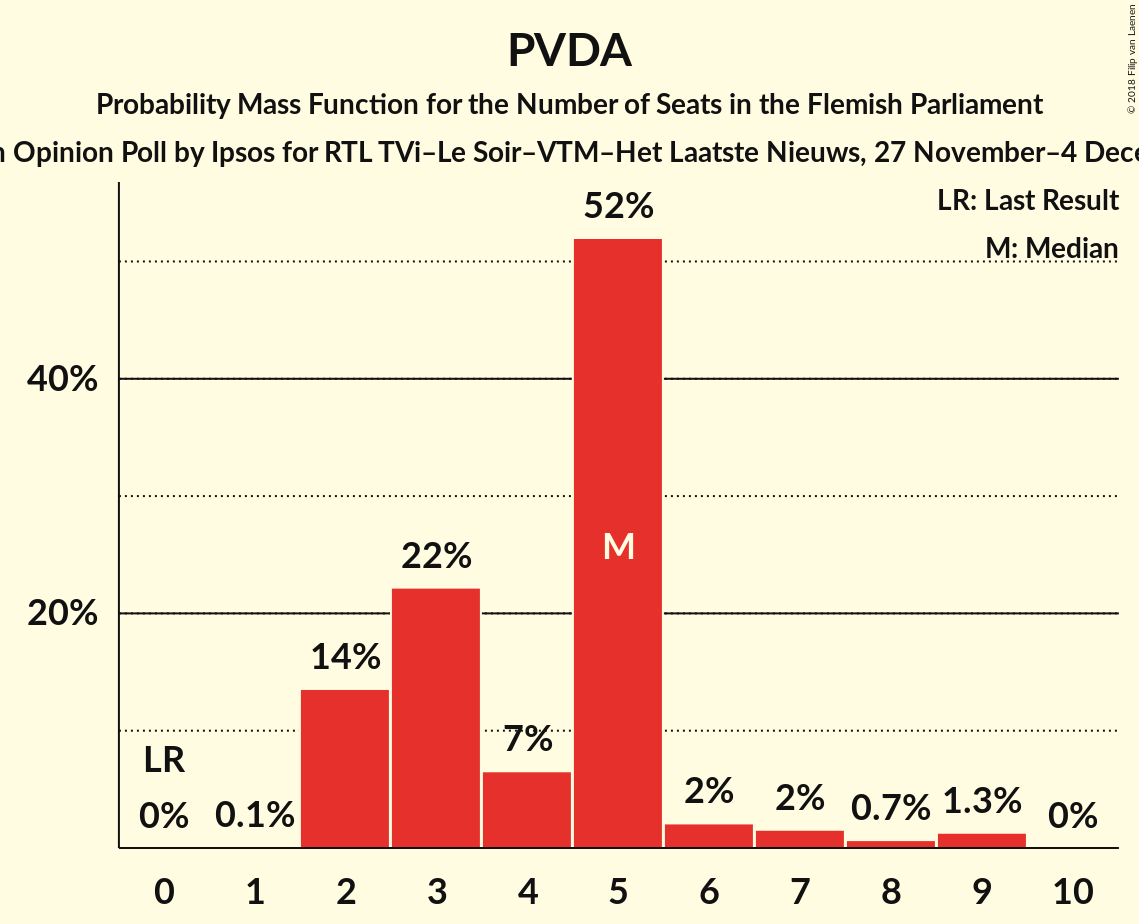 © 2018 Filip van Laenen
PVDA
Probability Mass Function for the Number of Seats in the Flemish Parliament
Opinion Poll by Ipsos for RTL TVi–Le Soir–VTM–Het Laatste Nieuws, 27 November–4
LR: Last Result
M: Median
52%
40%
M
22%
20%
14%
7%
LR
2%
2%
0.7%
1.3%
0%
0.1%
0%
0 1 2 3 4 5 6 7 8 9 10